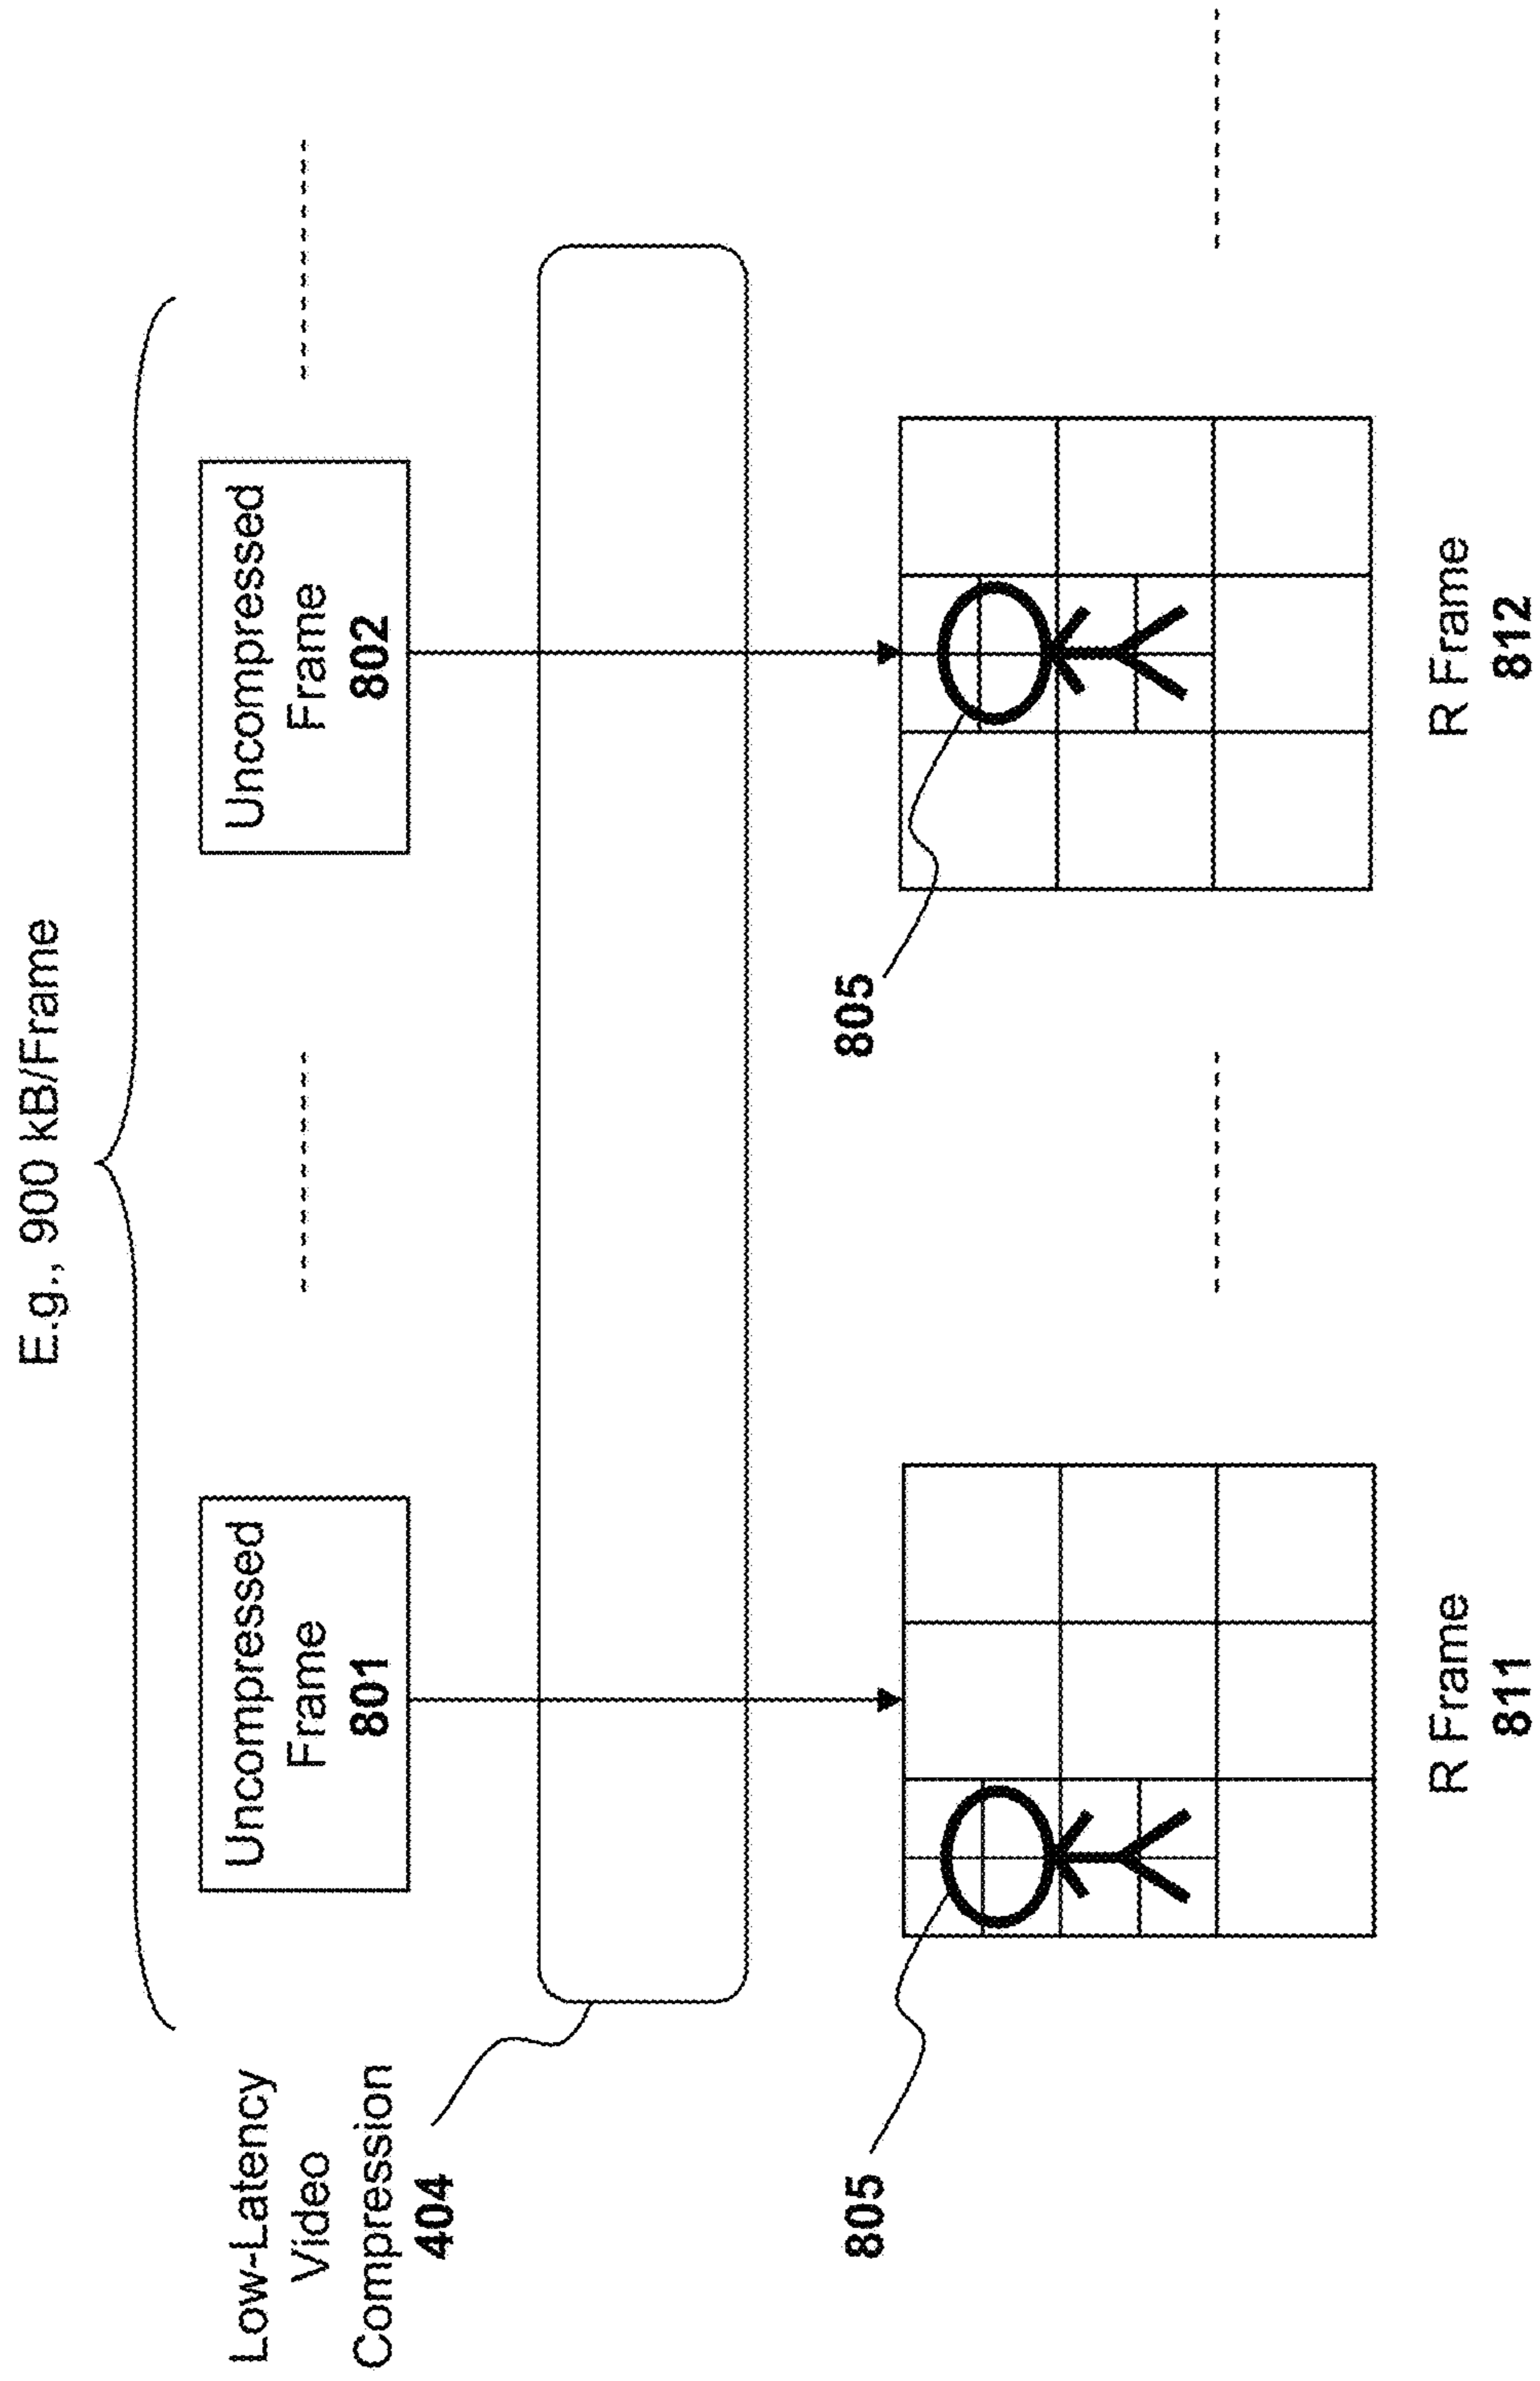 E.g., 900 kB/Frame
Low-Latency
Video
Compression
404
Uncompressed
Frame
801
Uncompressed
Frame
802
805
805
R Frame
811
R Frame
812